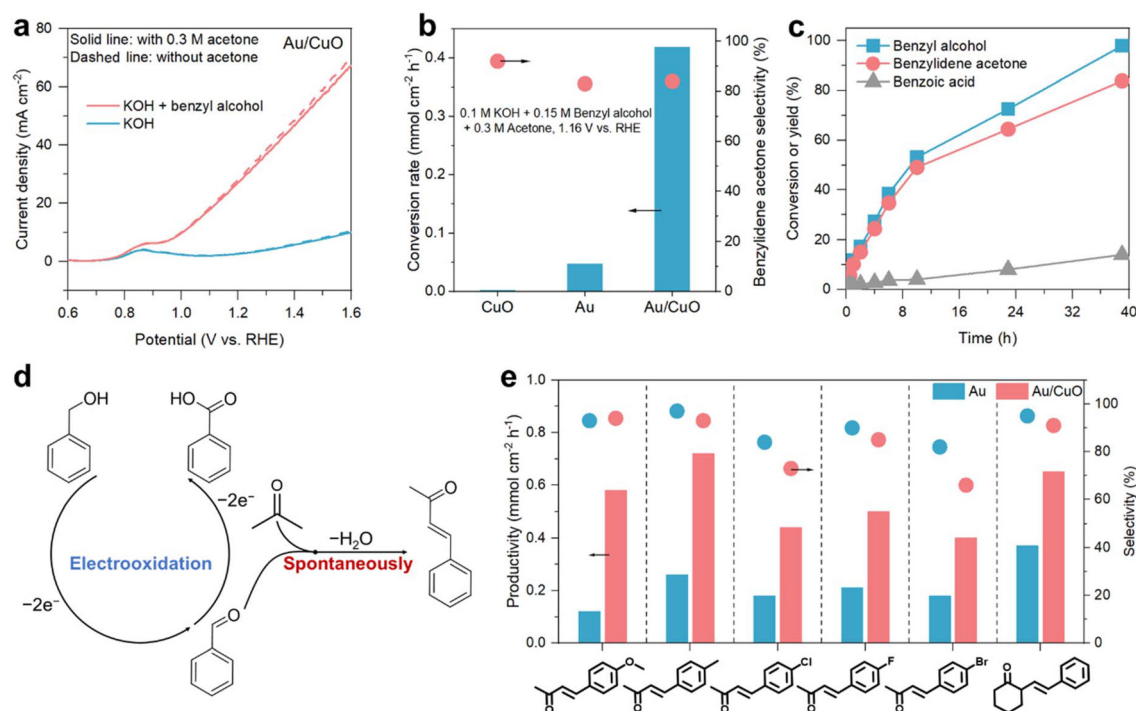 a
Solid line: with 0.3 M acetone
Dashed line: without acetone
Au/CuO
KOH + benzyl alcohol
KOH
Current density (mA cm⁻²)
80
60
40
20
0
0.6 0.8 1.0 1.2 1.4 1.6
Potential (V vs. RHE)
b
0.1 M KOH + 0.15 M Benzyl alcohol
+ 0.3 M Acetone, 1.16 V vs. RHE
Conversion rate (mmol cm⁻² h⁻¹)
0.4
0.3
0.2
0.1
0.0
CuO Au Au/CuO
100
80
60
40
20
0
Benzylidene acetone selectivity (%)
c
Benzyl alcohol
Benzylidene acetone
Benzoic acid
Conversion or yield (%)
100
80
60
40
20
0
0 8 16 24 32 40
Time (h)
d
OH
HO
O
−2e⁻
O
O
−H₂O
Electrooxidation
Spontaneously
−2e⁻
O
e
Au
Au/CuO
Productivity (mmol cm⁻² h⁻¹)
1.0
0.8
0.6
0.4
0.2
0.0
100
80
60
40
20
0
Selectivity (%)
O
Cl
F
Br
O
O
O
O
O
O